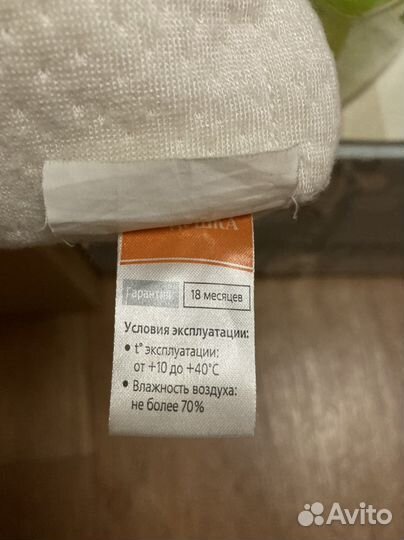 Гарантия
18 месяцев
Условия эксплуатации:
• t° эксплуатации:
от +10 до +40°C
• Влажность воздуха:
не более 70%
Avito